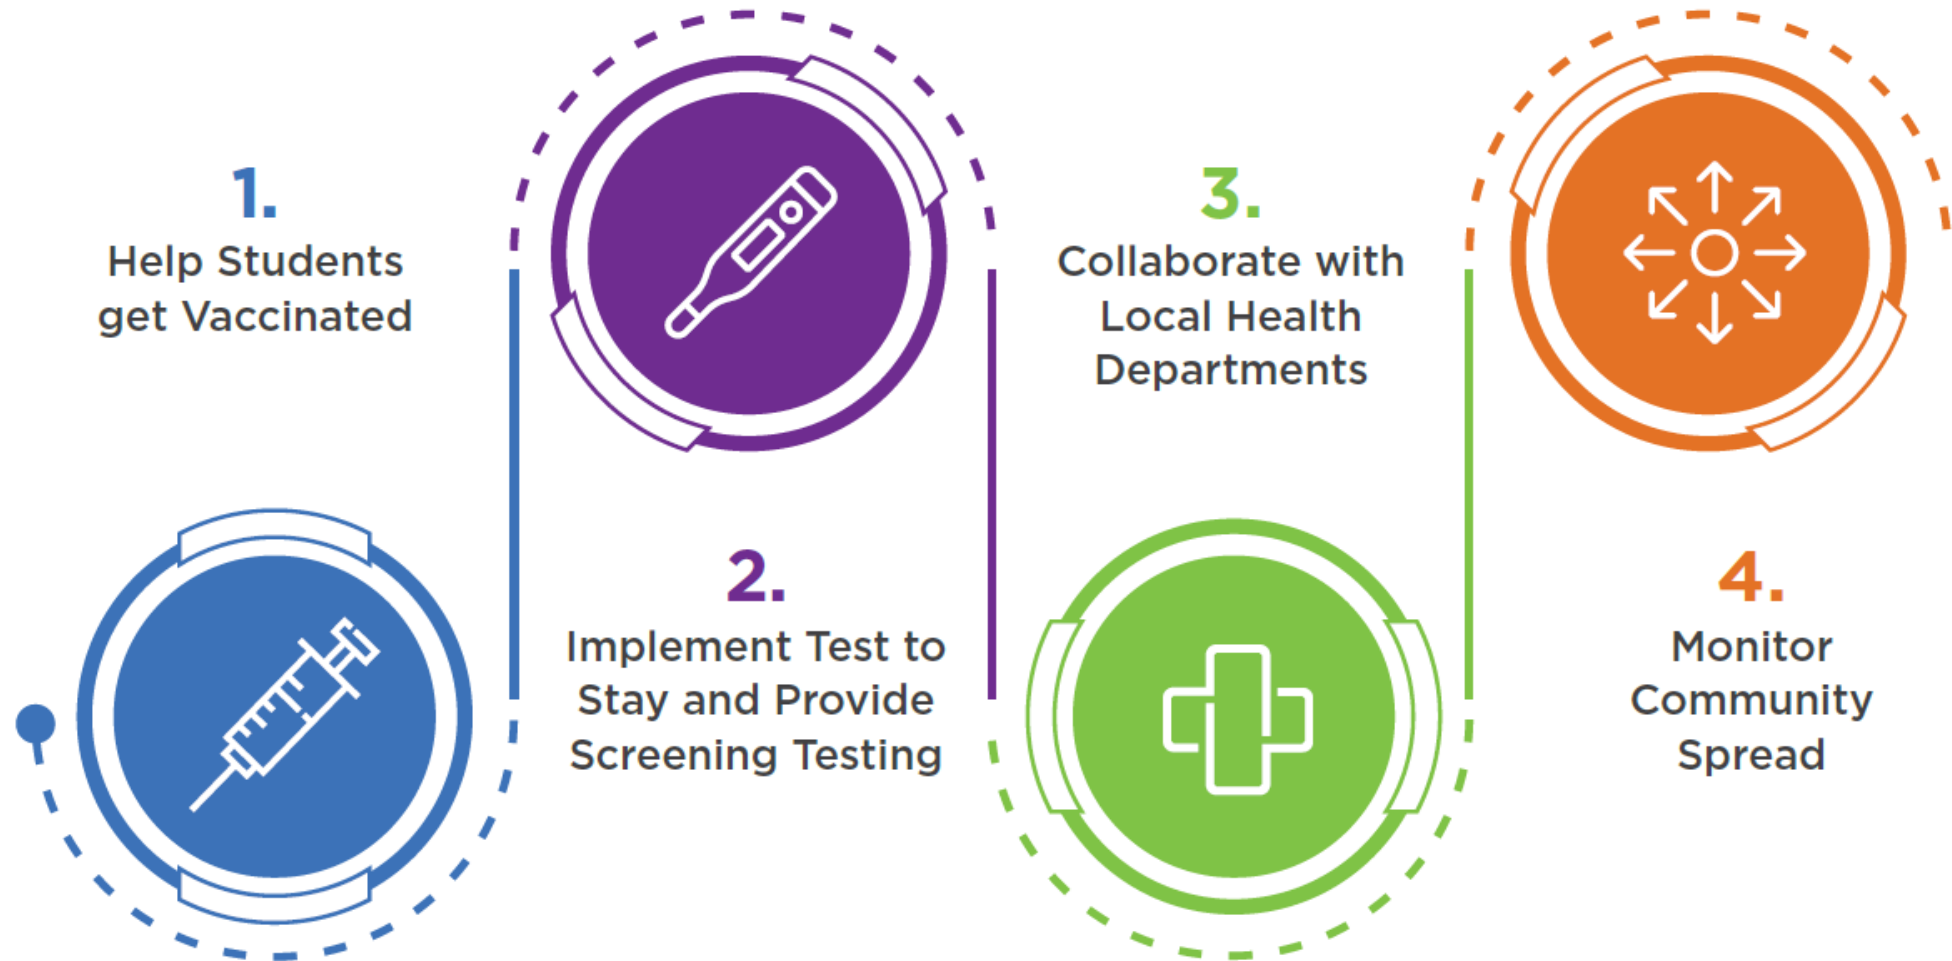 1.
Help Students
get Vaccinated
2.
Implement Test to
Stay and Provide
Screening Testing
3.
Collaborate with
Local Health
Departments
4.
Monitor
Community
Spread